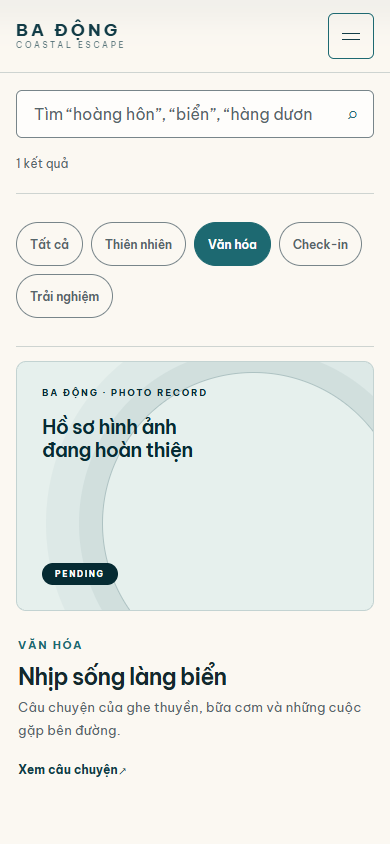 BA ĐỘNG
COASTAL ESCAPE
Tìm “hoàng hôn”, “biển”, “hàng dươn
1 kết quả
Tất cả
Thiên nhiên
Văn hóa
Check-in
Trải nghiệm
BA ĐỘNG · PHOTO RECORD
Hồ sơ hình ảnh
đang hoàn thiện
PENDING
VĂN HÓA
Nhịp sống làng biển
Câu chuyện của ghe thuyền, bữa cơm và những cuộc
gặp bên đường.
Xem câu chuyện↗